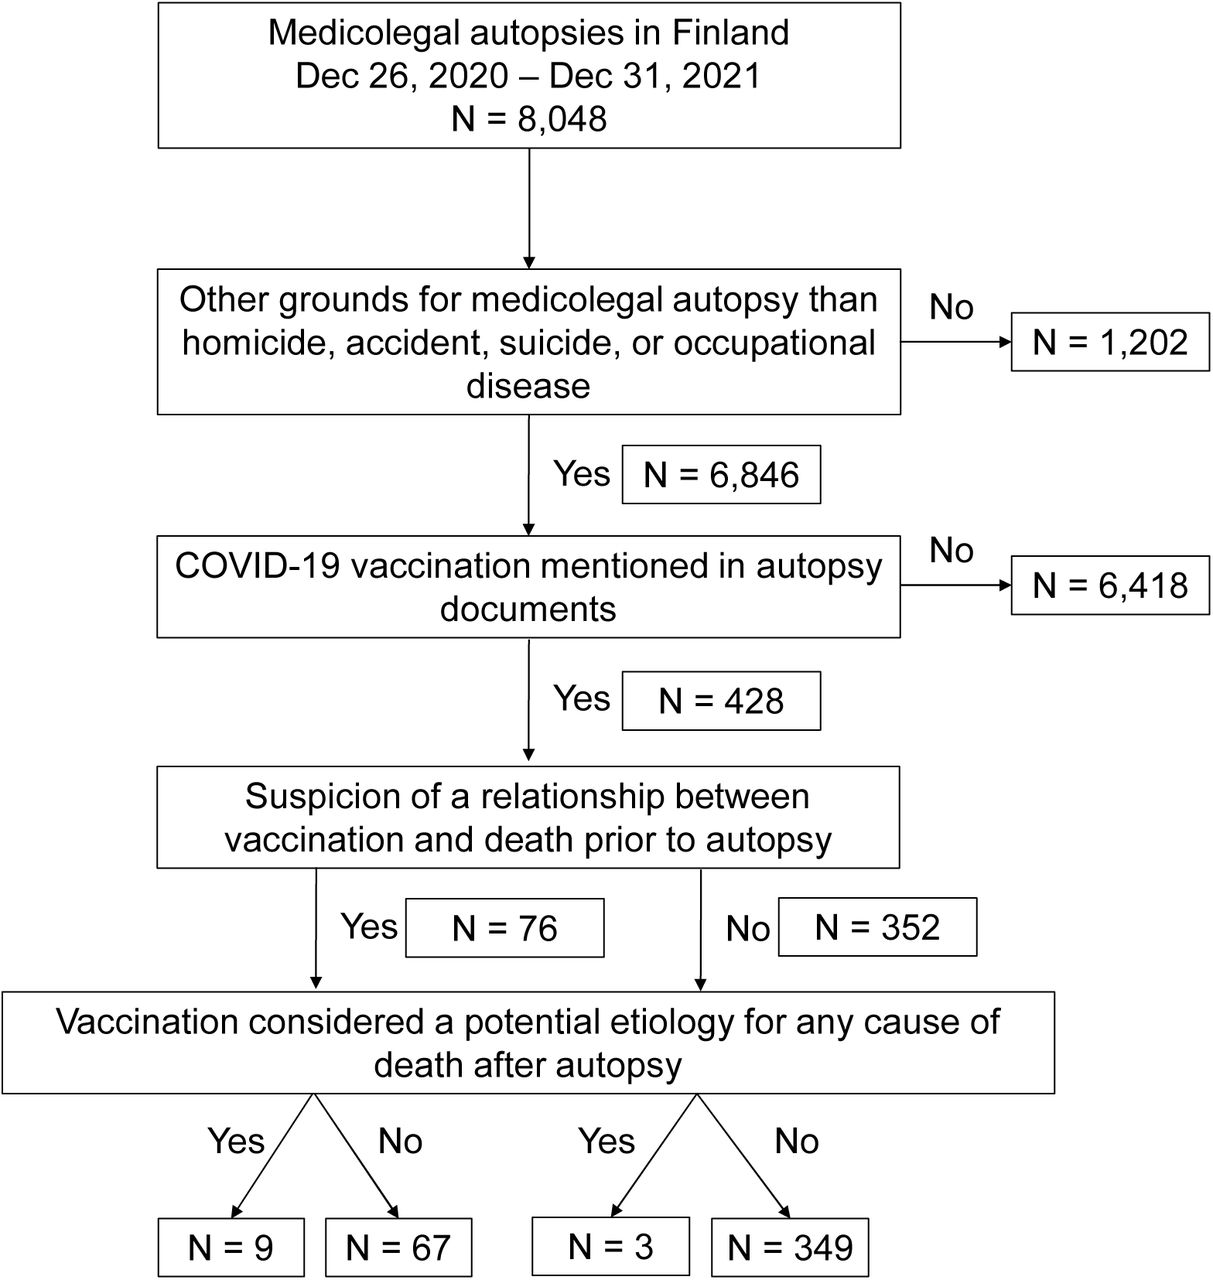 Medicolegal autopsies in Finland
Dec 26, 2020 – Dec 31, 2021
N = 8,048
Other grounds for medicolegal autopsy than
homicide, accident, suicide, or occupational
disease
No
N = 1,202
Yes
N = 6,846
COVID-19 vaccination mentioned in autopsy
documents
No
N = 6,418
Yes
N = 428
Suspicion of a relationship between
vaccination and death prior to autopsy
Yes
N = 76
No
N = 352
Vaccination considered a potential etiology for any cause of
death after autopsy
Yes
No
Yes
No
N = 9
N = 67
N = 3
N = 349